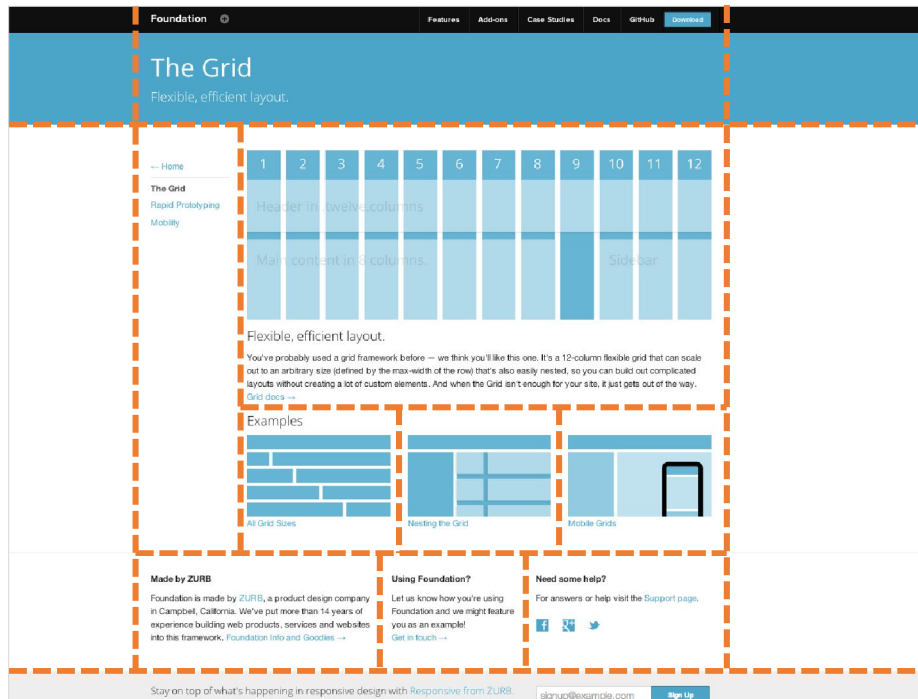 Foundation
Features Add-ons Case Studies Docs GitHub Download
The Grid
Flexible, efficient layout.
← Home
The Grid
Rapid Prototyping
Mobility
1 2 3 4 5 6 7 8 9 10 11 12
Header in .twelve.columns
Main content in 8 columns. Sidebar
Flexible, efficient layout.
You've probably used a grid framework before — we think you'll like this one. It's a 12-column flexible grid that can scale
out to an arbitrary size (defined by the max-width of the row) that's also easily nested, so you can build out complicated
layouts without creating a lot of custom elements. And when the Grid isn't enough for your site, it just gets out of the way.
Grid docs →
Examples
All Grid Sizes
Nesting the Grid
Mobile Grids
Made by ZURB
Foundation is made by ZURB, a product design company
in Campbell, California. We've put more than 14 years of
experience building web products, services and websites
into this framework. Foundation Info and Goodies →
Using Foundation?
Let us know how you're using
Foundation and we might feature
you as an example!
Get in touch →
Need some help?
For answers or help visit the Support page.
Stay on top of what's happening in responsive design with Responsive from ZURB.
signup@example.com Sign Up